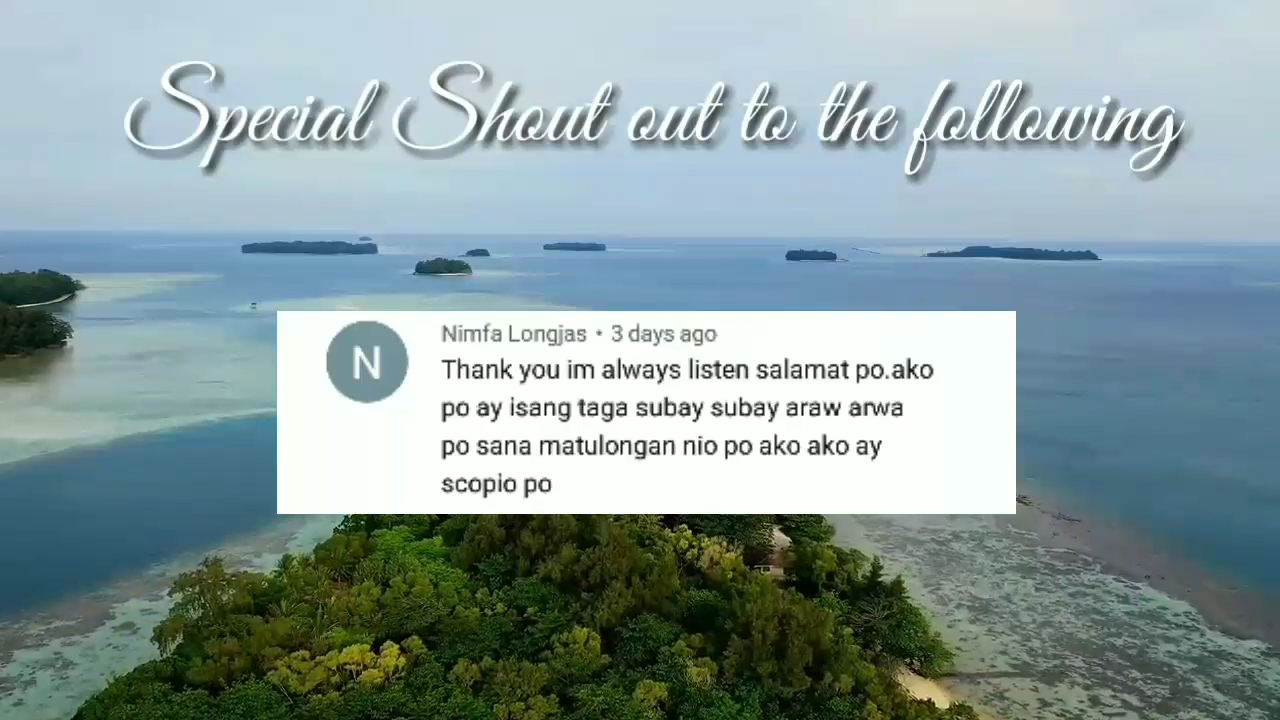 Special Shout out to the following
N
Nimfa Longjas • 3 days ago
Thank you im always listen salamat po.ako
po ay isang taga subay subay araw arwa
po sana matulongan nio po ako ako ay
scopio po